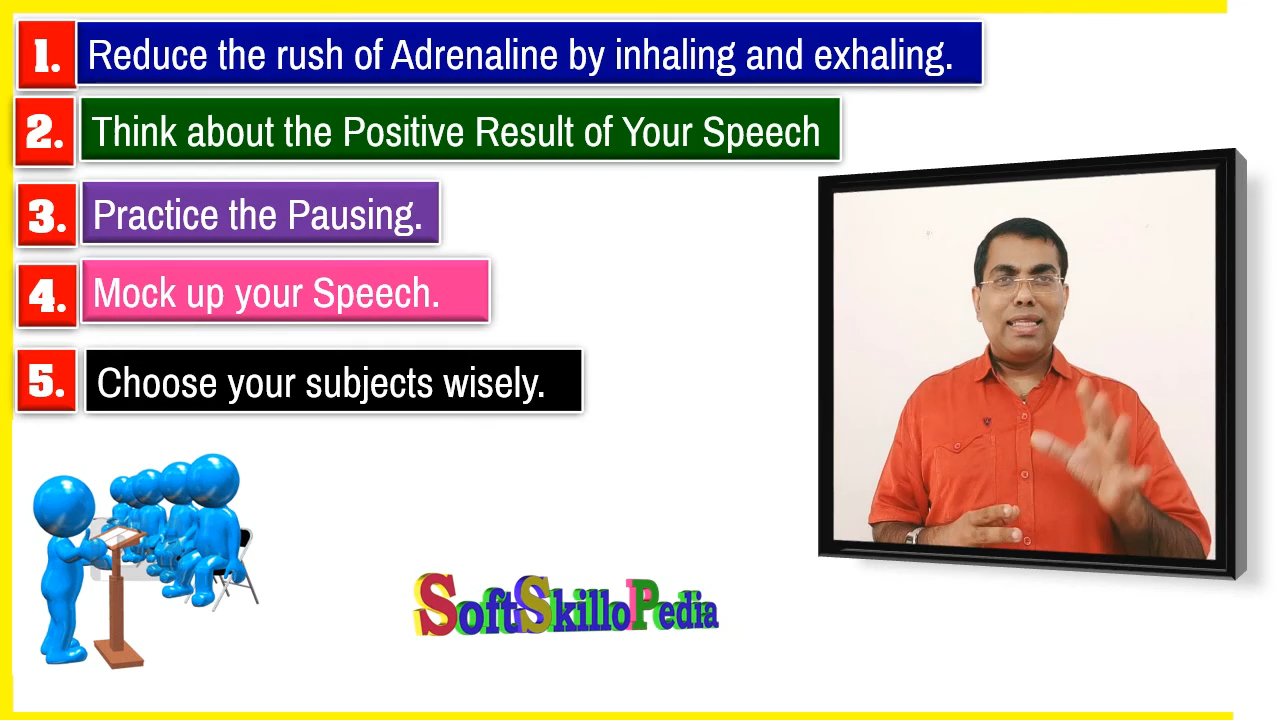 1. Reduce the rush of Adrenaline by inhaling and exhaling.
2. Think about the Positive Result of Your Speech
3. Practice the Pausing.
4. Mock up your Speech.
5. Choose your subjects wisely.
SoftSkilloPedia